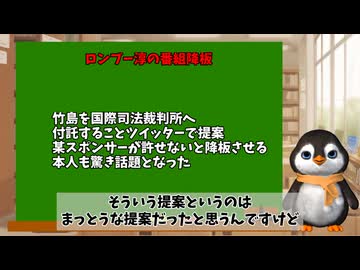 ロンブー淳の番組降板
竹島を国際司法裁判所へ
付託することツイッターで提案
某スポンサーが許せないと降板させる
本人も驚き話題となった
そういう提案というのは
まっとうな提案だったと思うんですけど